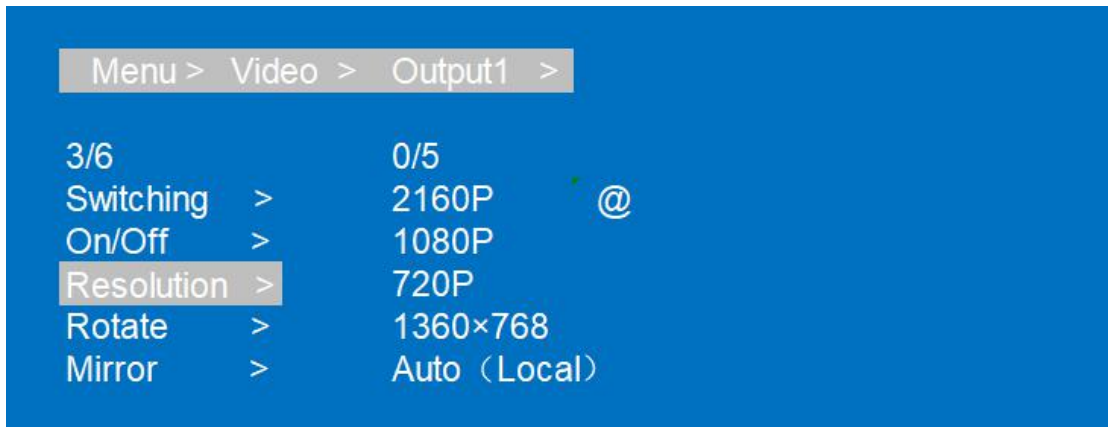 Menu > Video > Output1 >
3/6 0/5
Switching > 2160P @
On/Off > 1080P
Resolution > 720P
Rotate > 1360×768
Mirror > Auto（Local）